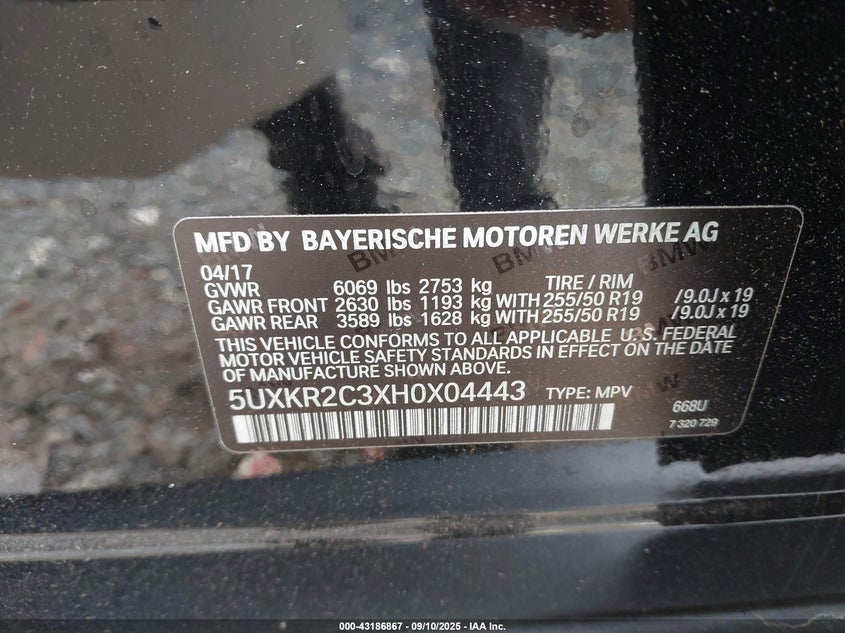 MFD BY BAYERISCHE MOTOREN WERKE AG
04/17
GVWR 6069 lbs 2753 kg TIRE / RIM
GAWR FRONT 2630 lbs 1193 kg WITH 255/50 R19 /9.0J x 19
GAWR REAR 3589 lbs 1628 kg WITH 255/50 R19 /9.0J x 19
THIS VEHICLE CONFORMS TO ALL APPLICABLE U.S. FEDERAL
MOTOR VEHICLE SAFETY STANDARDS IN EFFECT ON THE DATE
OF MANUFACTURE SHOWN ABOVE.
5UXKR2C3XH0X04443 TYPE: MPV
668U
7 320 729
000-43186867 - 09/10/2025 - IAA Inc.